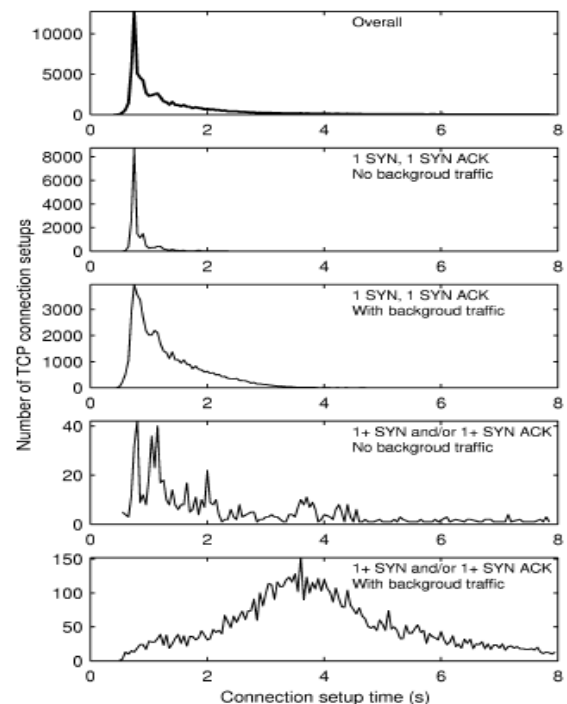 Number of TCP connection setups
Overall
10000
5000
0
0 2 4 6 8
1 SYN, 1 SYN ACK
No backgroud traffic
8000
6000
4000
2000
0
0 2 4 6 8
1 SYN, 1 SYN ACK
With backgroud traffic
3000
2000
1000
0
0 2 4 6 8
1+ SYN and/or 1+ SYN ACK
No backgroud traffic
40
20
0
0 2 4 6 8
1+ SYN and/or 1+ SYN ACK
With backgroud traffic
150
100
50
0
0 2 4 6 8
Connection setup time (s)